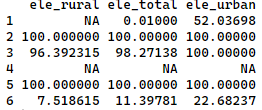 ele_rural ele_total ele_urban
1 NA 0.01000 52.03698
2 100.000000 100.00000 100.00000
3 96.392315 98.27138 100.00000
4 NA NA NA
5 100.000000 100.00000 100.00000
6 7.518615 11.39781 22.68237